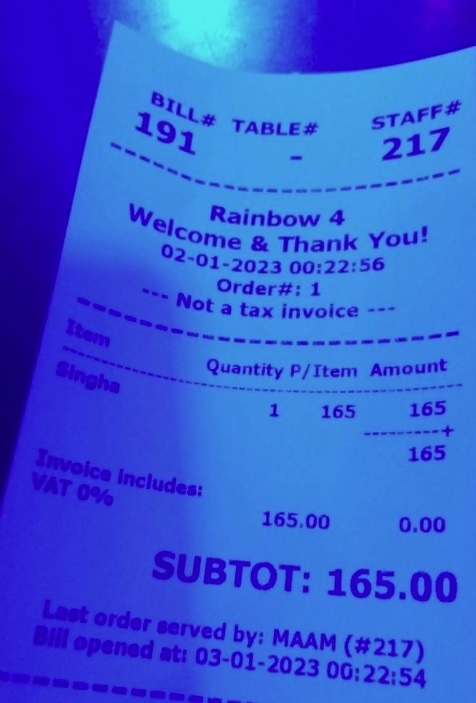 BILL# TABLE# STAFF#
191 - 217
Rainbow 4
Welcome & Thank You!
02-01-2023 00:22:56
Order#: 1
--- Not a tax invoice ---
Item Quantity P/Item Amount
Singha 1 165 165
---------+
165
Invoice includes:
VAT 0% 165.00 0.00
SUBTOT: 165.00
Last order served by: MAAM (#217)
Bill opened at: 03-01-2023 00:22:54